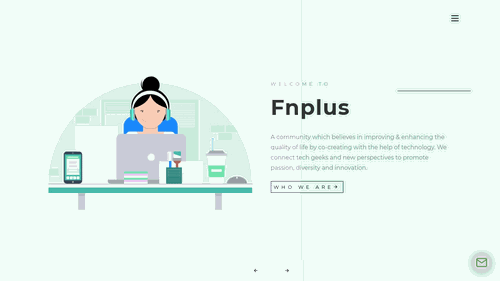 WELCOME TO
Fnplus
A community which believes in improving & enhancing the
quality of life by co-creating with the help of technology. We
connect tech geeks and new perspectives to promote
passion, diversity and innovation.
WHO WE ARE→